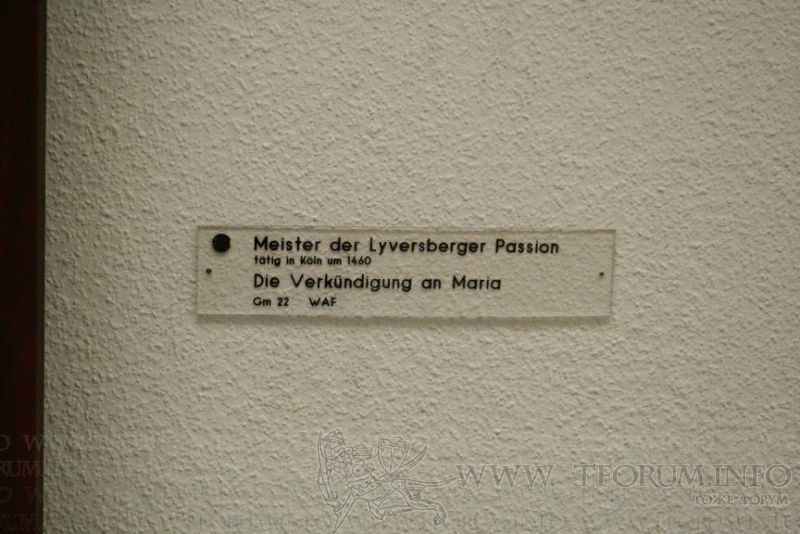 Meister der Lyversberger Passion
tätig in Köln um 1460
Die Verkündigung an Maria
Gm 22 WAF
WWW. TFORUM.INFO
ТОЖЕ ФОРУМ